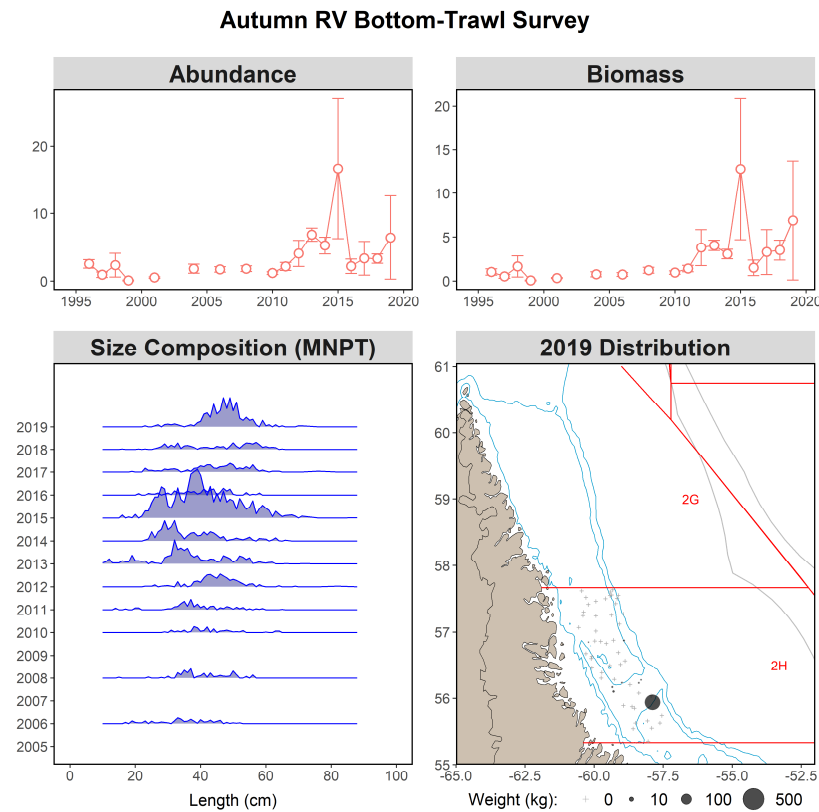 Autumn RV Bottom-Trawl Survey
Abundance
20
10
0
1995 2000 2005 2010 2015 2020
Biomass
20
15
10
5
0
1995 2000 2005 2010 2015 2020
Size Composition (MNPT)
2019
2018
2017
2016
2015
2014
2013
2012
2011
2010
2009
2008
2007
2006
2005
0 20 40 60 80 100
Length (cm)
2019 Distribution
61
60
59
58
57
56
55
2G
2H
-65.0 -62.5 -60.0 -57.5 -55.0 -52.5
Weight (kg): 0 10 100 500